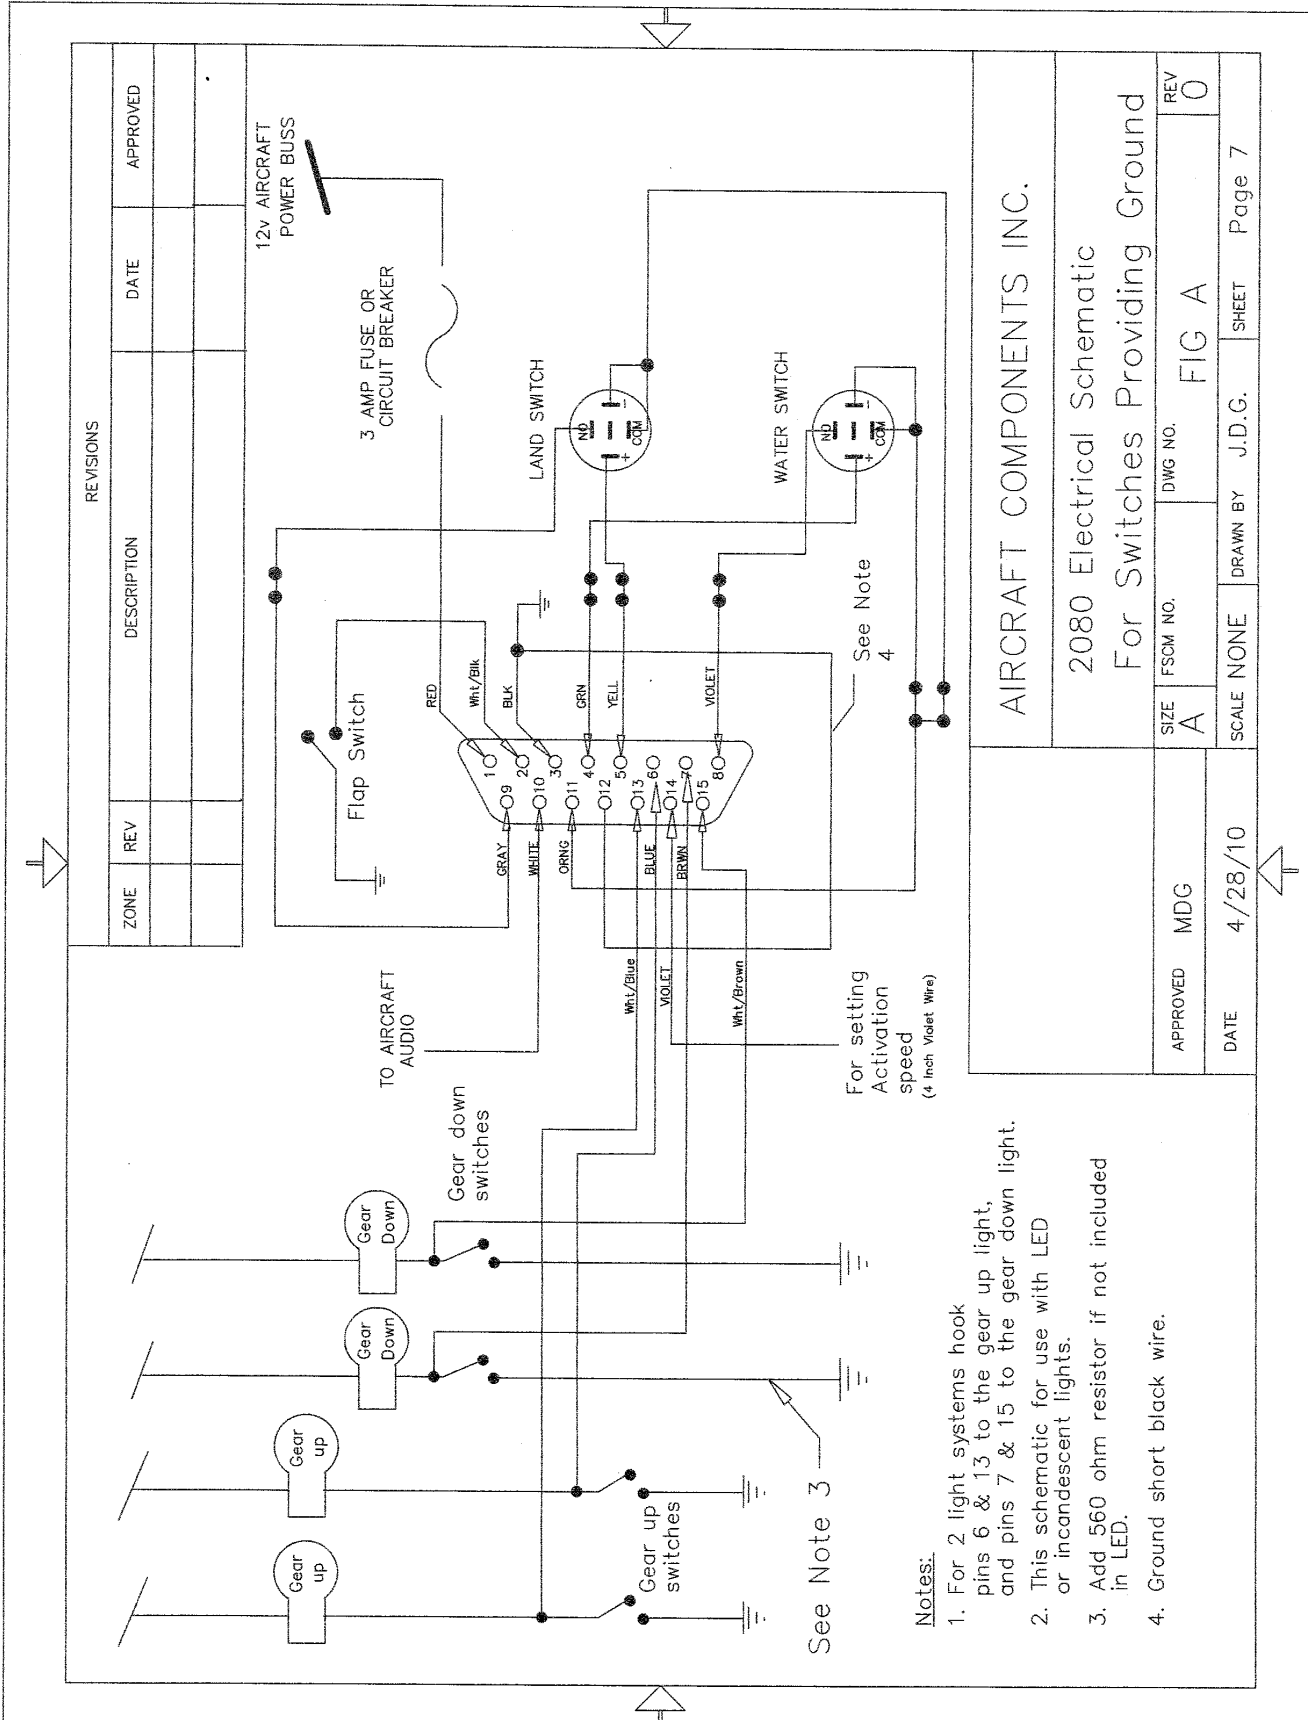 REVISIONS
ZONE REV DESCRIPTION DATE APPROVED
12v AIRCRAFT
POWER BUSS
3 AMP FUSE OR
CIRCUIT BREAKER
Flap Switch
LAND SWITCH
NO
COM
+
-
WATER SWITCH
NO
COM
+
-
RED
Wht/Blk
BLK
GRN
YELL
VIOLET
See Note
4
1
2
3
4
5
6
7
8
9
10
11
12
13
14
15
GRAY
WHITE
ORNG
BLUE
BRWN
Wht/Blue
VIOLET
Wht/Brown
TO AIRCRAFT
AUDIO
For setting
Activation
speed
(4 Inch Violet Wire)
Gear down
switches
Gear
Down
Gear
Down
Gear
up
Gear
up
Gear up
switches
See Note 3
Notes:
1. For 2 light systems hook
pins 6 & 13 to the gear up light,
and pins 7 & 15 to the gear down light.
2. This schematic for use with LED
or incandescent lights.
3. Add 560 ohm resistor if not included
in LED.
4. Ground short black wire.
AIRCRAFT COMPONENTS INC.
2080 Electrical Schematic
For Switches Providing Ground
SIZE
A
FSCM NO.
DWG NO.
FIG A
REV
0
SCALE NONE
DRAWN BY J.D.G.
SHEET Page 7
APPROVED MDG
DATE 4/28/10